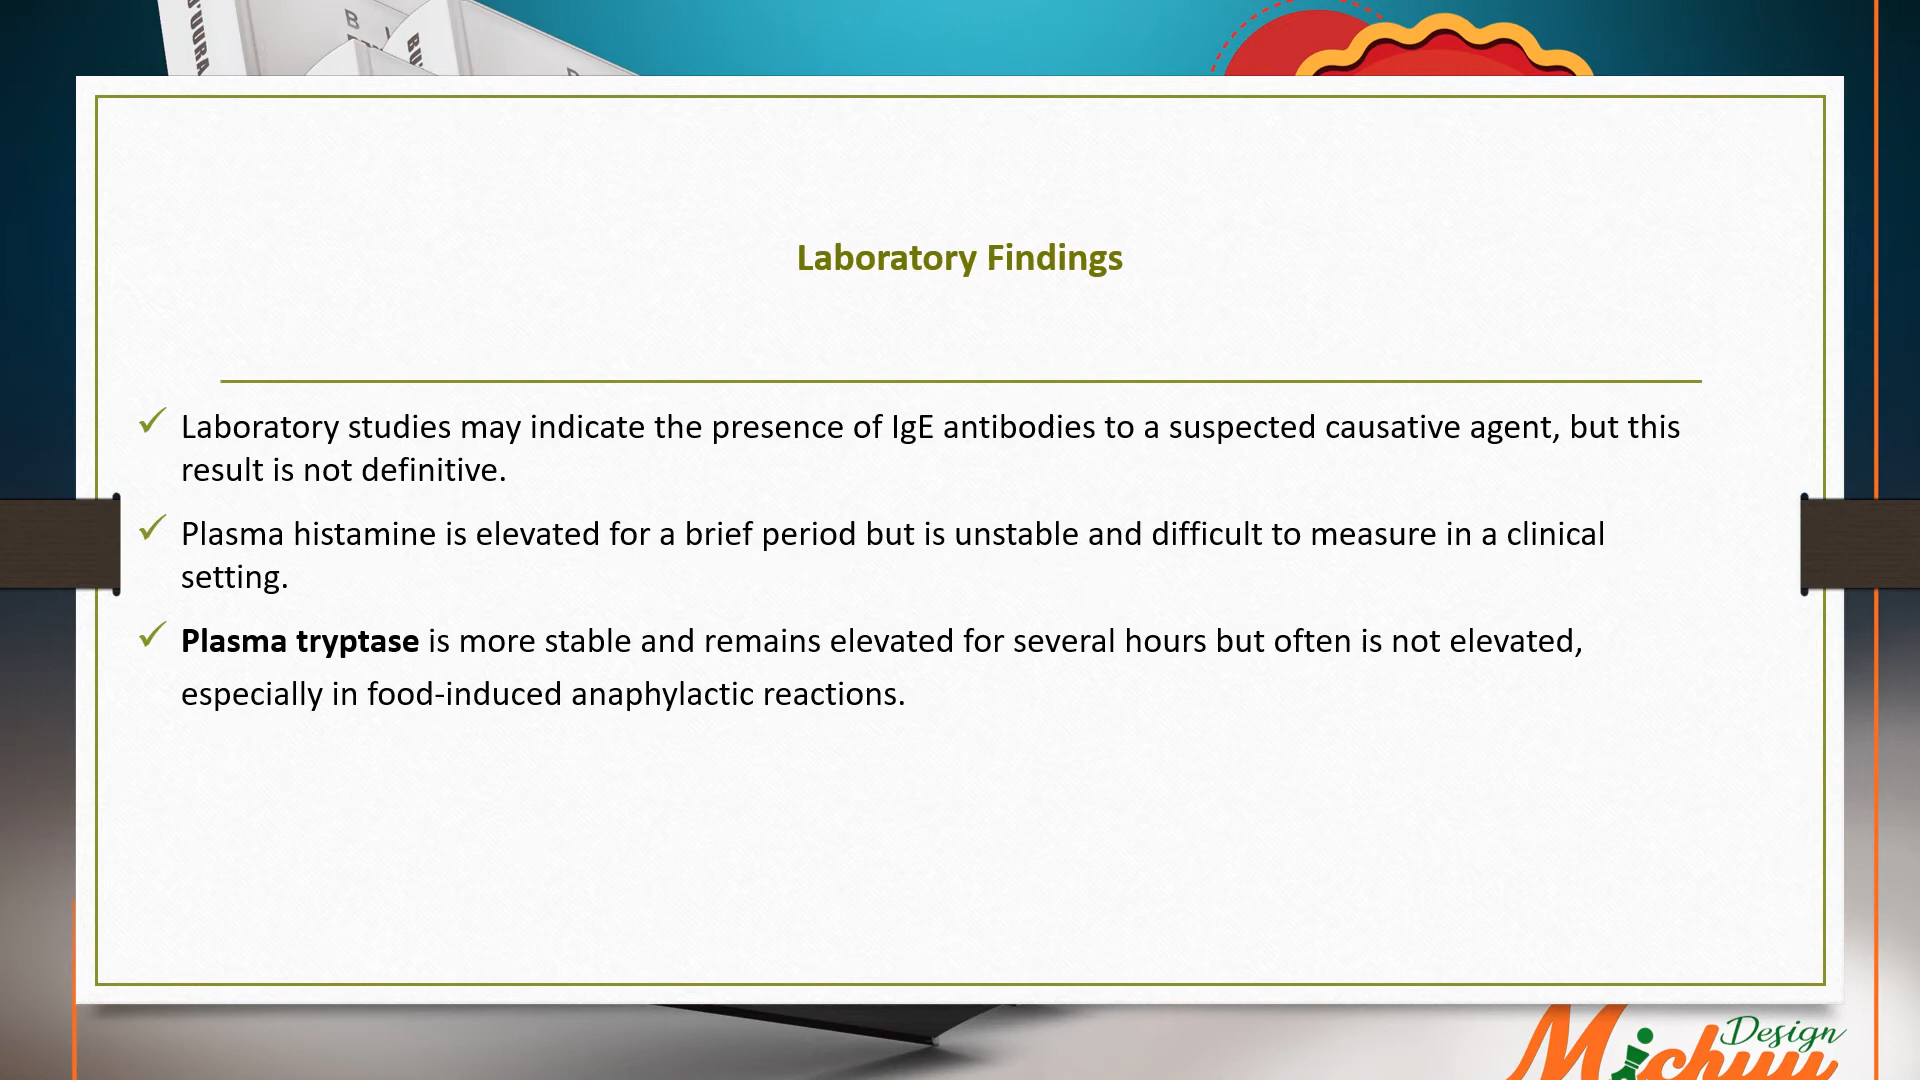 Laboratory Findings
Laboratory studies may indicate the presence of IgE antibodies to a suspected causative agent, but this
result is not definitive.
Plasma histamine is elevated for a brief period but is unstable and difficult to measure in a clinical
setting.
Plasma tryptase is more stable and remains elevated for several hours but often is not elevated,
especially in food-induced anaphylactic reactions.
Design
Michuu